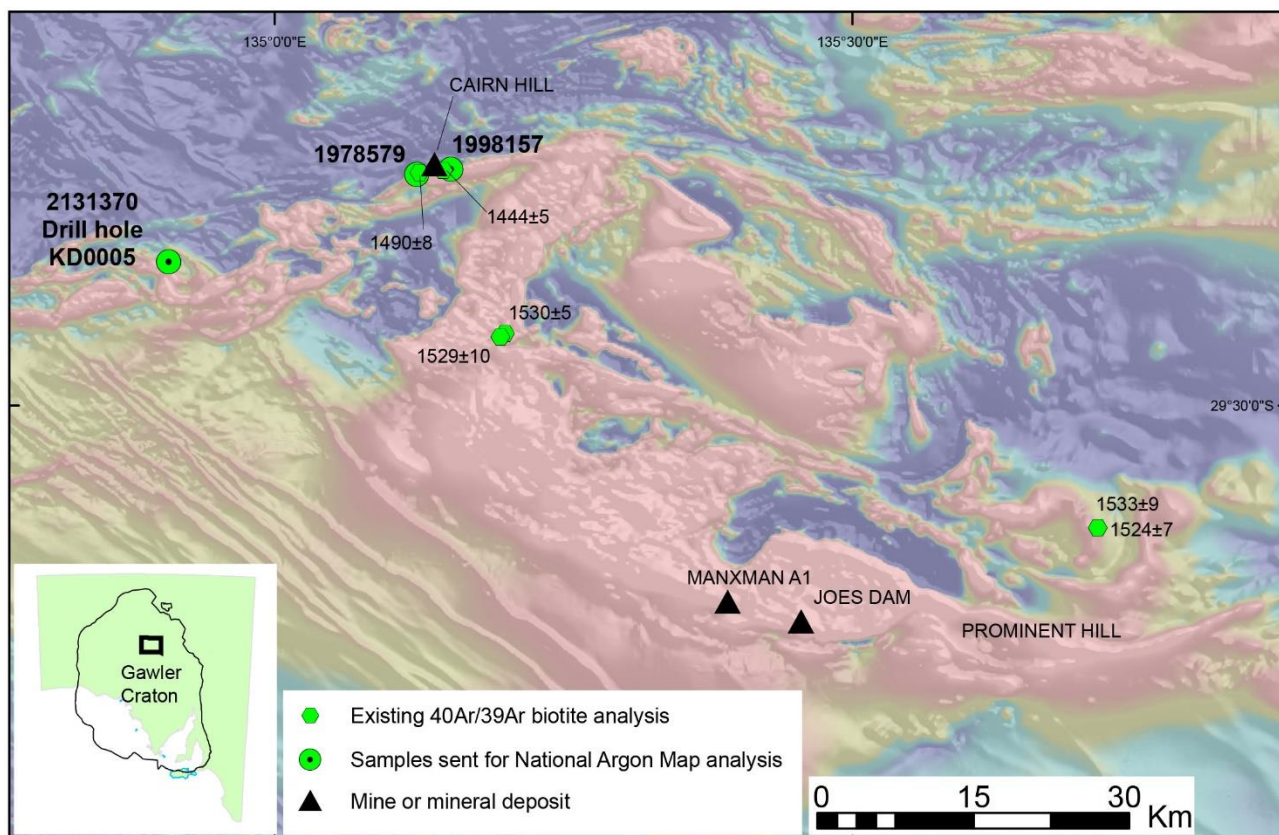 135°0'0"E
135°30'0"E
CAIRN HILL
1978579
1998157
2131370
Drill hole
KD0005
1490±8
1444±5
1530±5
1529±10
29°30'0"S
1533±9
1524±7
MANXMAN A1
JOES DAM
PROMINENT HILL
Gawler
Craton
Existing 40Ar/39Ar biotite analysis
Samples sent for National Argon Map analysis
Mine or mineral deposit
0 15 30
Km